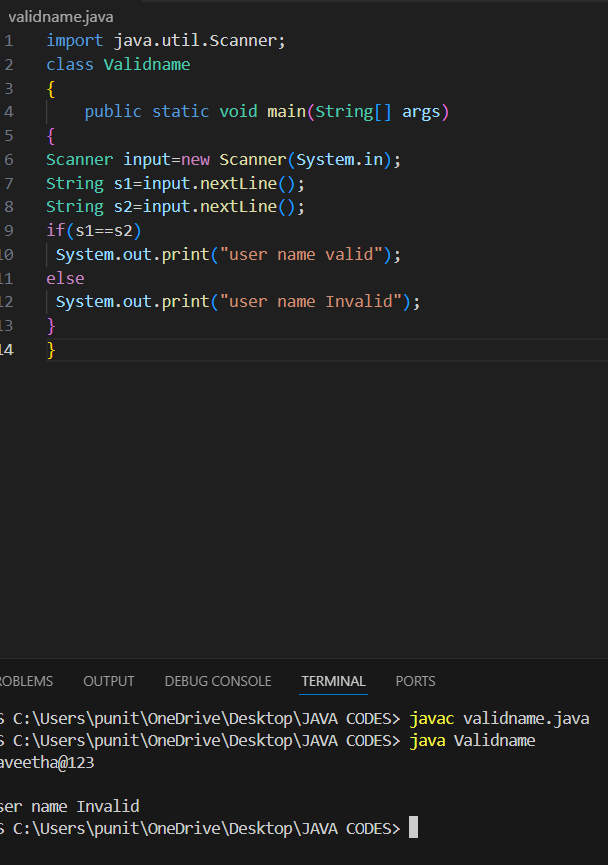 validname.java
1 import java.util.Scanner;
2 class Validname
3 {
4 public static void main(String[] args)
5 {
6 Scanner input=new Scanner(System.in);
7 String s1=input.nextLine();
8 String s2=input.nextLine();
9 if(s1==s2)
10 System.out.print("user name valid");
11 else
12 System.out.print("user name Invalid");
13 }
14 }
ROBLEMS OUTPUT DEBUG CONSOLE TERMINAL PORTS
S C:\Users\punit\OneDrive\Desktop\JAVA CODES> javac validname.java
S C:\Users\punit\OneDrive\Desktop\JAVA CODES> java Validname
aveetha@123
ser name Invalid
S C:\Users\punit\OneDrive\Desktop\JAVA CODES>